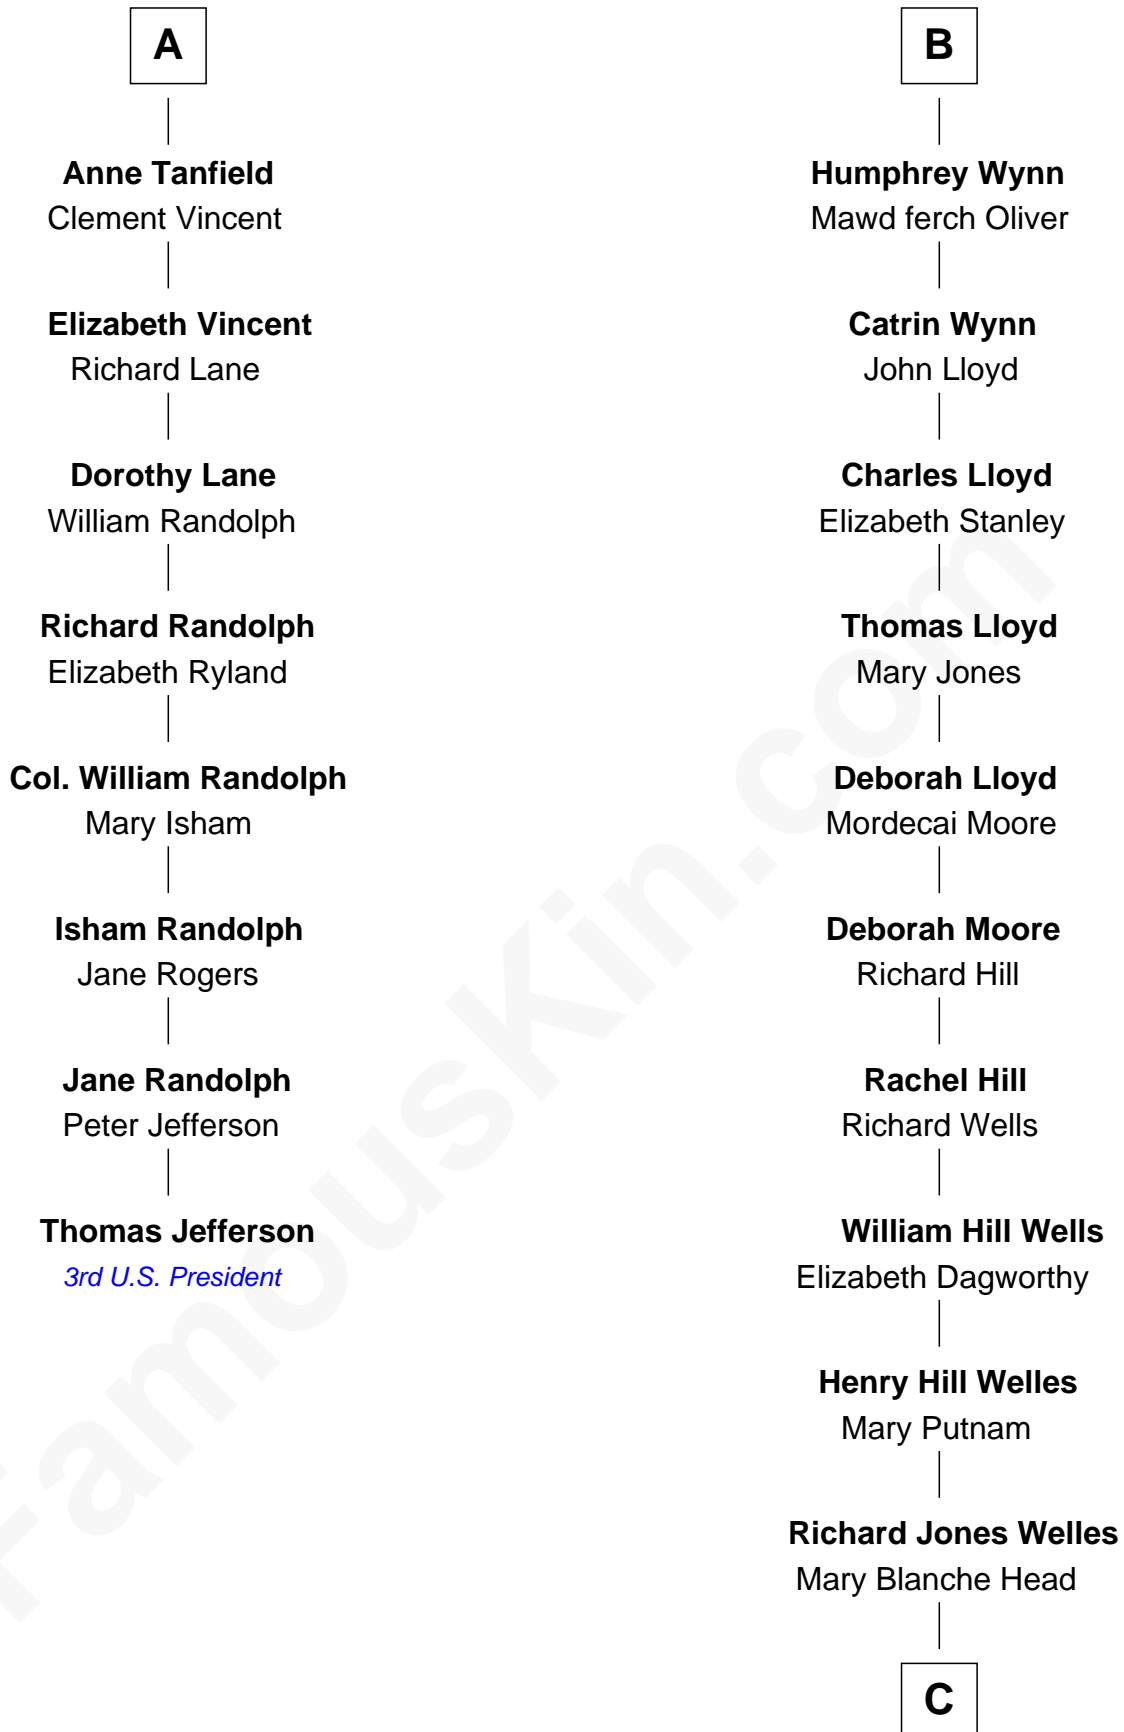 A
Anne Tanfield
Clement Vincent
Elizabeth Vincent
Richard Lane
Dorothy Lane
William Randolph
Richard Randolph
Elizabeth Ryland
Col. William Randolph
Mary Isham
Isham Randolph
Jane Rogers
Jane Randolph
Peter Jefferson
Thomas Jefferson
3rd U.S. President
B
Humphrey Wynn
Mawd ferch Oliver
Catrin Wynn
John Lloyd
Charles Lloyd
Elizabeth Stanley
Thomas Lloyd
Mary Jones
Deborah Lloyd
Mordecai Moore
Deborah Moore
Richard Hill
Rachel Hill
Richard Wells
William Hill Wells
Elizabeth Dagworthy
Henry Hill Welles
Mary Putnam
Richard Jones Welles
Mary Blanche Head
C
FamousKin.com